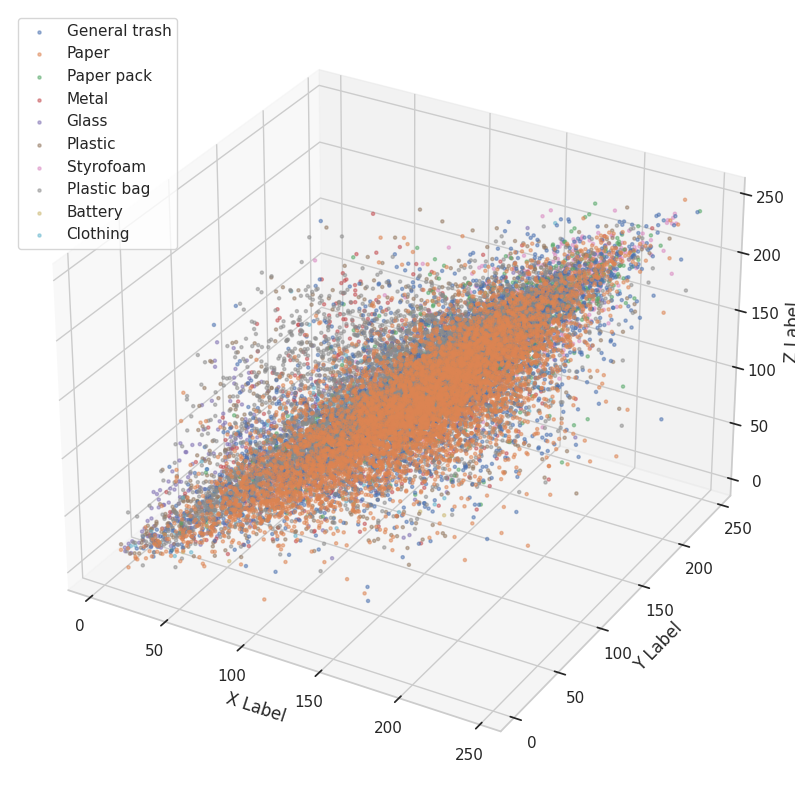 General trash
Paper
Paper pack
Metal
Glass
Plastic
Styrofoam
Plastic bag
Battery
Clothing
250
200
150
100
50
0
Z Label
0
50
100
150
200
250
X Label
0
50
100
150
200
250
Y Label